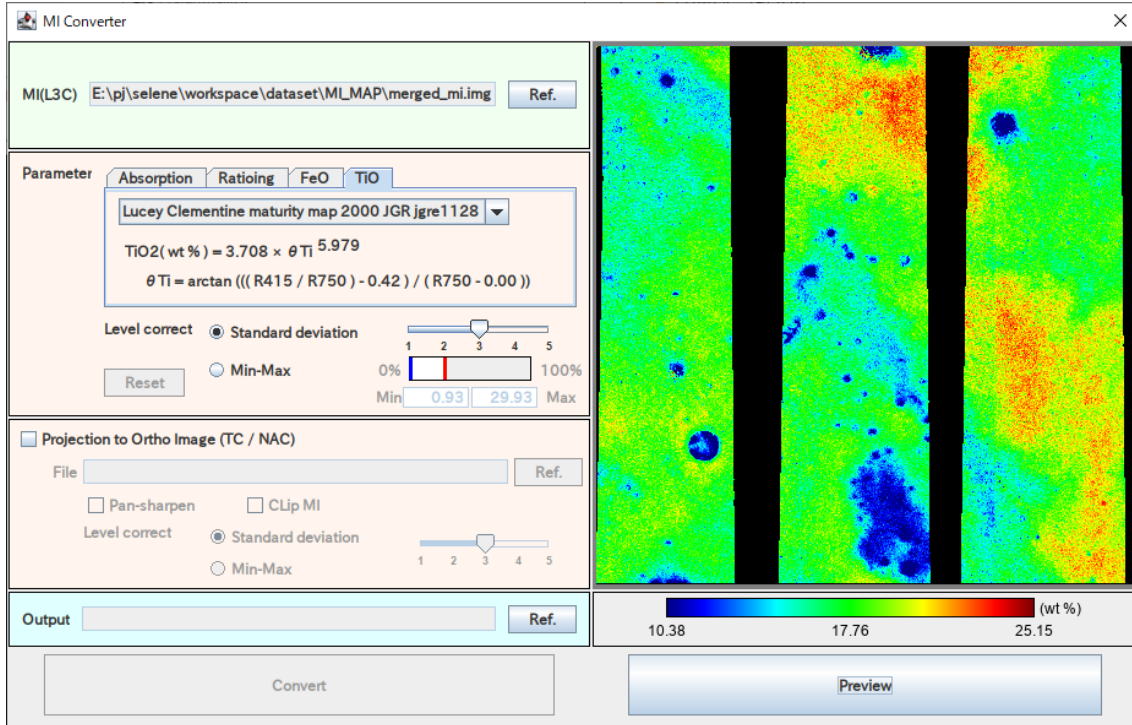 MI Converter
MI(L3C) E:\pj\selene\workspace\dataset\MI_MAP\merged_mi.img Ref.
Parameter Absorption Ratioing FeO TiO
Lucey Clementine maturity map 2000 JGR jgre1128
TiO2( wt % ) = 3.708 × θ Ti 5.979
θ Ti = arctan ((( R415 / R750 ) - 0.42 ) / ( R750 - 0.00 ))
Level correct Standard deviation
1 2 3 4 5
Min-Max 0% 100%
Reset
Min 0.93 29.93 Max
Projection to Ortho Image (TC / NAC)
File Ref.
Pan-sharpen CLip MI
Level correct Standard deviation
1 2 3 4 5
Min-Max
Output Ref.
(wt %)
10.38 17.76 25.15
Convert Preview